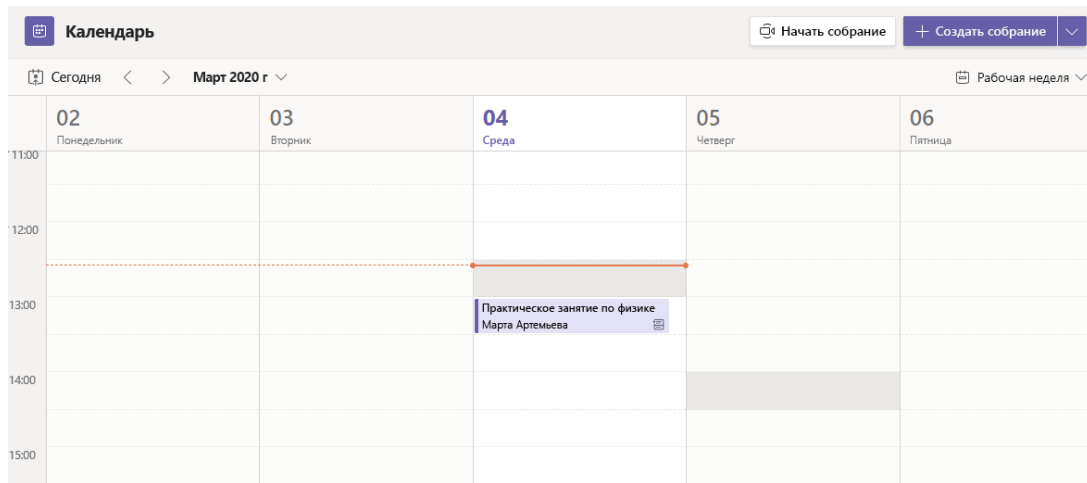 Календарь
Начать собрание
+ Создать собрание
Сегодня
Март 2020 г
Рабочая неделя
02
Понедельник
03
Вторник
04
Среда
05
Четверг
06
Пятница
11:00
12:00
13:00
Практическое занятие по физике
Марта Артемьева
14:00
15:00